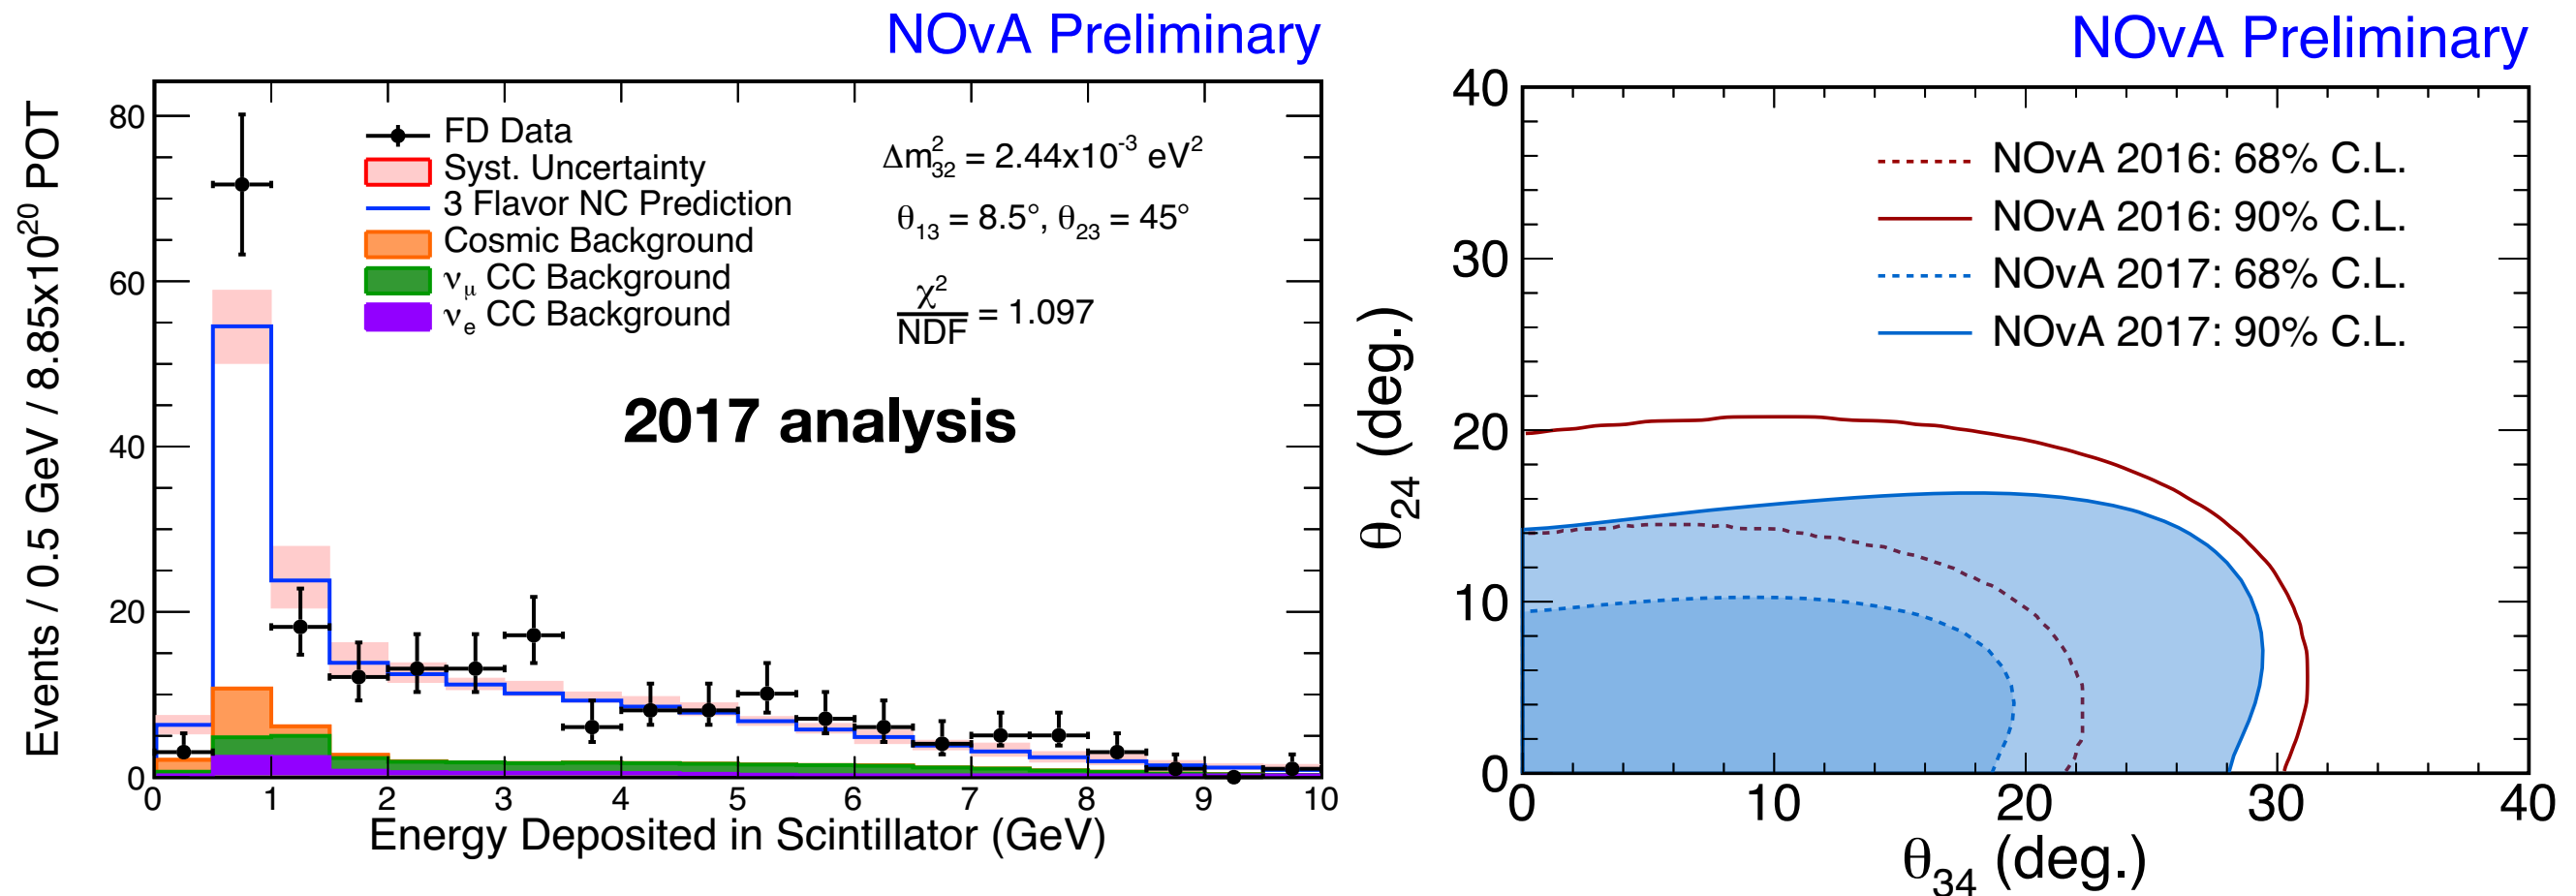 NOvA Preliminary
Events / 0.5 GeV / 8.85x10²⁰ POT
80
60
40
20
0
FD Data
Syst. Uncertainty
3 Flavor NC Prediction
Cosmic Background
νμ CC Background
νe CC Background
Δm²₃₂ = 2.44x10⁻³ eV²
θ₁₃ = 8.5°, θ₂₃ = 45°
χ²
NDF
= 1.097
2017 analysis
0 1 2 3 4 5 6 7 8 9 10
Energy Deposited in Scintillator (GeV)
NOvA Preliminary
θ₂₄ (deg.)
40
30
20
10
0
NOvA 2016: 68% C.L.
NOvA 2016: 90% C.L.
NOvA 2017: 68% C.L.
NOvA 2017: 90% C.L.
0 10 20 30 40
θ₃₄ (deg.)